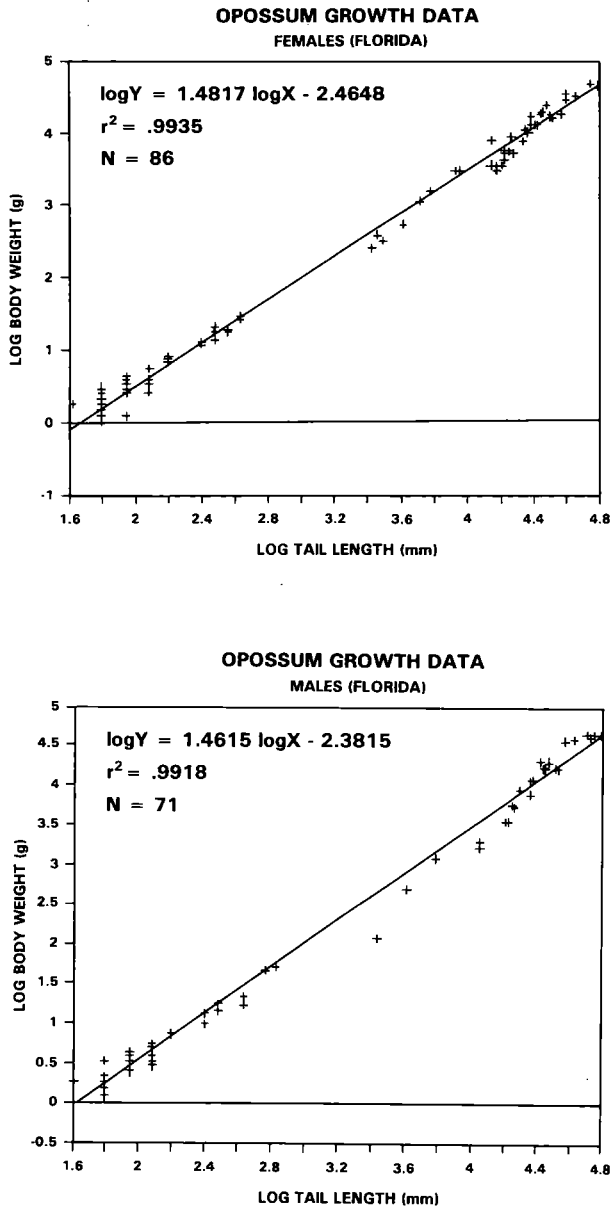 OPOSSUM GROWTH DATA
FEMALES (FLORIDA)
logY = 1.4817 logX - 2.4648
r² = .9935
N = 86
5
4
3
2
1
0
-1
LOG BODY WEIGHT (g)
1.6 2 2.4 2.8 3.2 3.6 4 4.4 4.8
LOG TAIL LENGTH (mm)
OPOSSUM GROWTH DATA
MALES (FLORIDA)
logY = 1.4615 logX - 2.3815
r² = .9918
N = 71
5
4.5
4
3.5
3
2.5
2
1.5
1
0.5
0
-0.5
LOG BODY WEIGHT (g)
1.6 2 2.4 2.8 3.2 3.6 4 4.4 4.8
LOG TAIL LENGTH (mm)